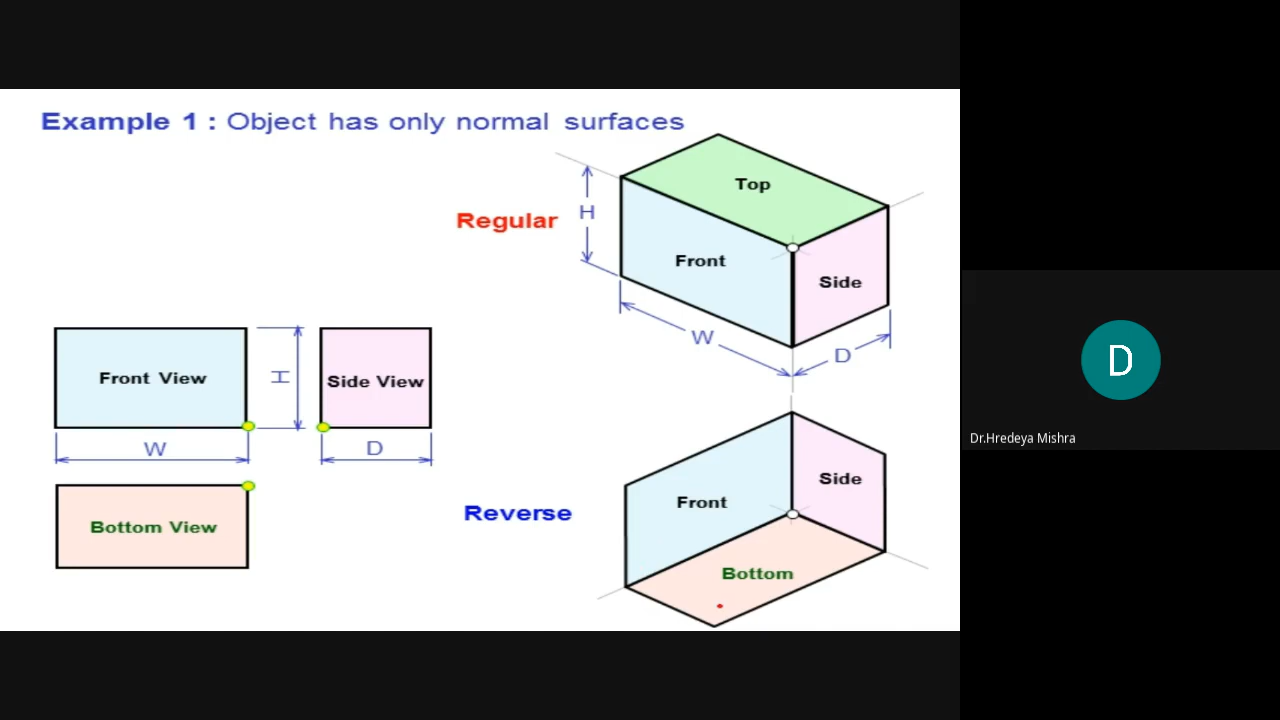 Example 1 : Object has only normal surfaces
Top
H
Regular
Front
Side
W
D
Front View
H
Side View
W
D
Bottom View
Reverse
Front
Side
Bottom
D
Dr.Hredeya Mishra